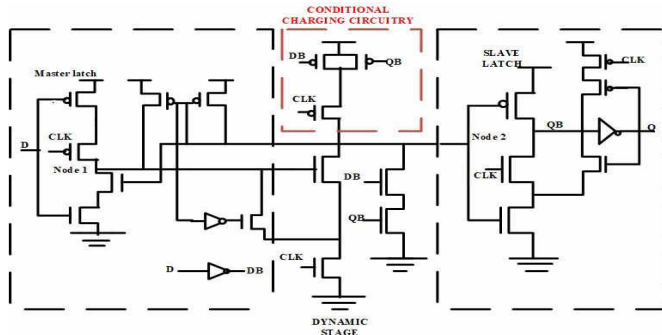 CONDITIONAL
CHARGING CIRCUITRY
DB
QB
CLK
Master latch
D
CLK
Node 1
D
DB
CLK
DYNAMIC
STAGE
DB
QB
SLAVE
LATCH
Node 2
QB
CLK
CLK
Q